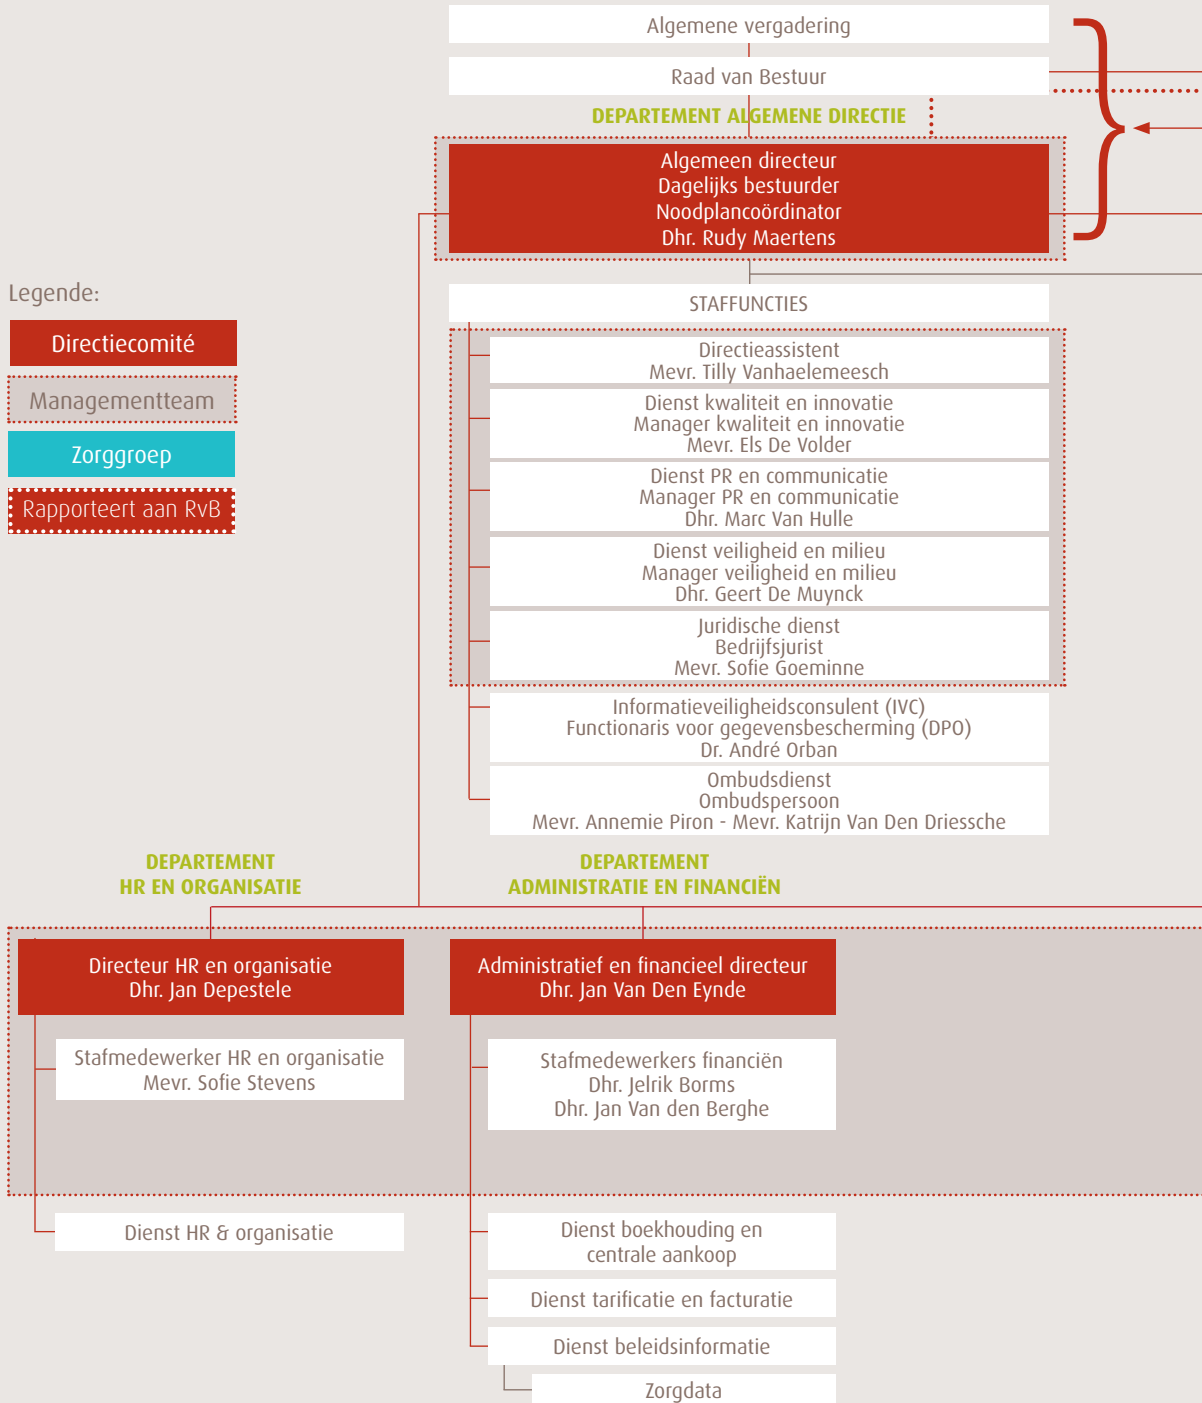 Algemene vergadering
Raad van Bestuur
DEPARTEMENT ALGEMENE DIRECTIE
Algemeen directeur
Dagelijks bestuurder
Noodplancoördinator
Dhr. Rudy Maertens
Legende:
Directiecomité
Managementteam
Zorggroep
Rapporteert aan RvB
STAFFUNCTIES
Directieassistent
Mevr. Tilly Vanhaelemeesch
Dienst kwaliteit en innovatie
Manager kwaliteit en innovatie
Mevr. Els De Volder
Dienst PR en communicatie
Manager PR en communicatie
Dhr. Marc Van Hulle
Dienst veiligheid en milieu
Manager veiligheid en milieu
Dhr. Geert De Muynck
Juridische dienst
Bedrijfsjurist
Mevr. Sofie Goeminne
Informatieveiligheidsconsulent (IVC)
Functionaris voor gegevensbescherming (DPO)
Dr. André Orban
Ombudsdienst
Ombudspersoon
Mevr. Annemie Piron - Mevr. Katrijn Van Den Driessche
DEPARTEMENT
HR EN ORGANISATIE
Directeur HR en organisatie
Dhr. Jan Depestele
Stafmedewerker HR en organisatie
Mevr. Sofie Stevens
Dienst HR & organisatie
DEPARTEMENT
ADMINISTRATIE EN FINANCIËN
Administratief en financieel directeur
Dhr. Jan Van Den Eynde
Stafmedewerkers financiën
Dhr. Jelrik Borms
Dhr. Jan Van den Berghe
Dienst boekhouding en
centrale aankoop
Dienst tarificatie en facturatie
Dienst beleidsinformatie
Zorgdata